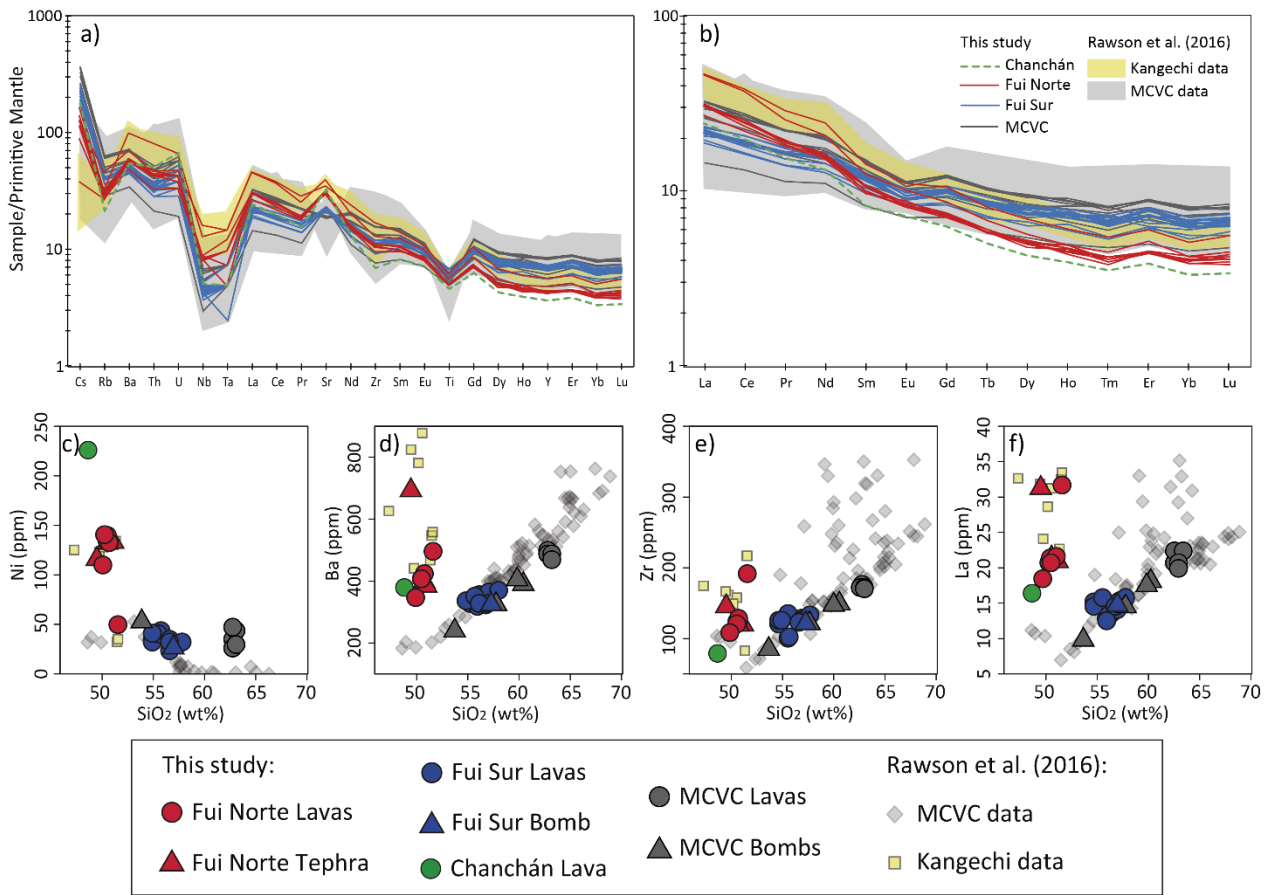 a)
1000
100
10
1
Sample/Primitive Mantle
Cs Rb Ba Th U Nb Ta La Ce Pr Sr Nd Zr Sm Eu Ti Gd Dy Ho Y Er Yb Lu
b)
100
10
1
La Ce Pr Nd Sm Eu Gd Tb Dy Ho Tm Er Yb Lu
This study
Chanchán
Fui Norte
Fui Sur
MCVC
Rawson et al. (2016)
Kangechi data
MCVC data
c)
250
200
150
100
50
0
Ni (ppm)
50 55 60 65 70
SiO₂ (wt%)
d)
800
600
400
200
Ba (ppm)
50 55 60 65 70
SiO₂ (wt%)
e)
400
300
200
100
Zr (ppm)
50 55 60 65 70
SiO₂ (wt%)
f)
40
35
30
25
20
15
10
5
La (ppm)
50 55 60 65 70
SiO₂ (wt%)
This study:
Fui Norte Lavas
Fui Norte Tephra
Fui Sur Lavas
Fui Sur Bomb
Chanchán Lava
MCVC Lavas
MCVC Bombs
Rawson et al. (2016):
MCVC data
Kangechi data